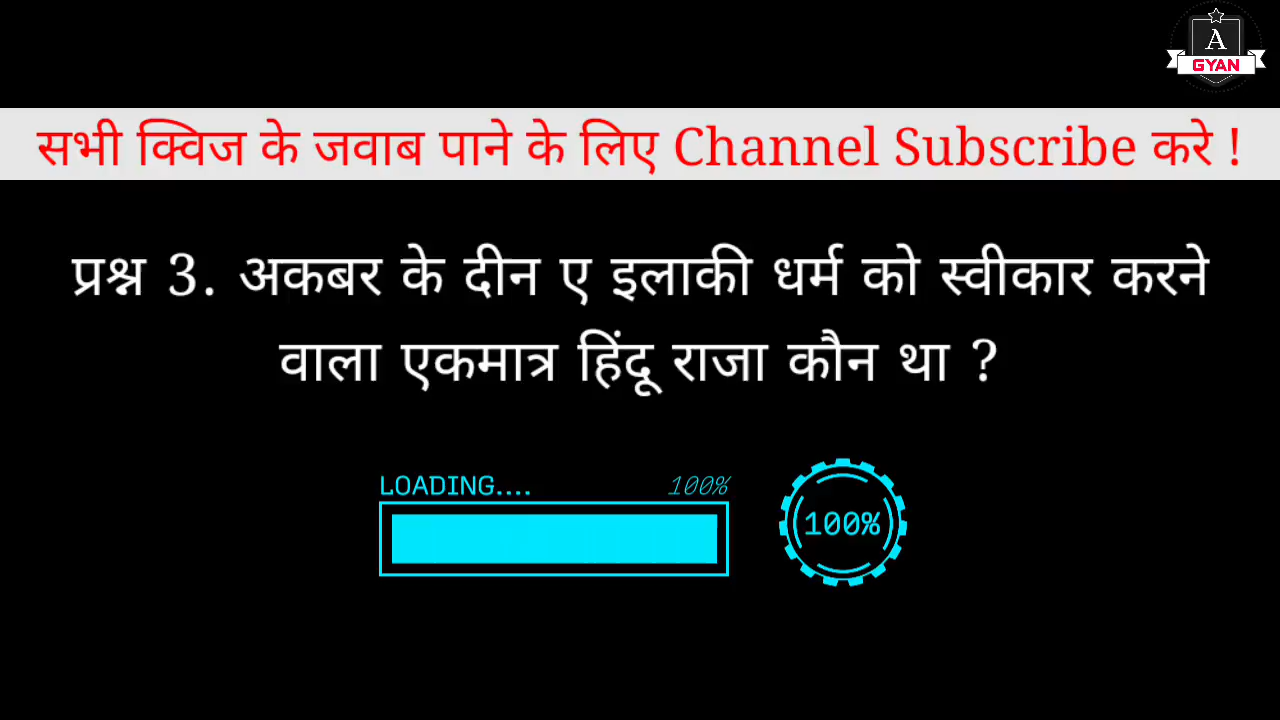 A
GYAN
सभी क्विज के जवाब पाने के लिए Channel Subscribe करे !
प्रश्न 3. अकबर के दीन ए इलाकी धर्म को स्वीकार करने
वाला एकमात्र हिंदू राजा कौन था ?
LOADING.... 100%
100%